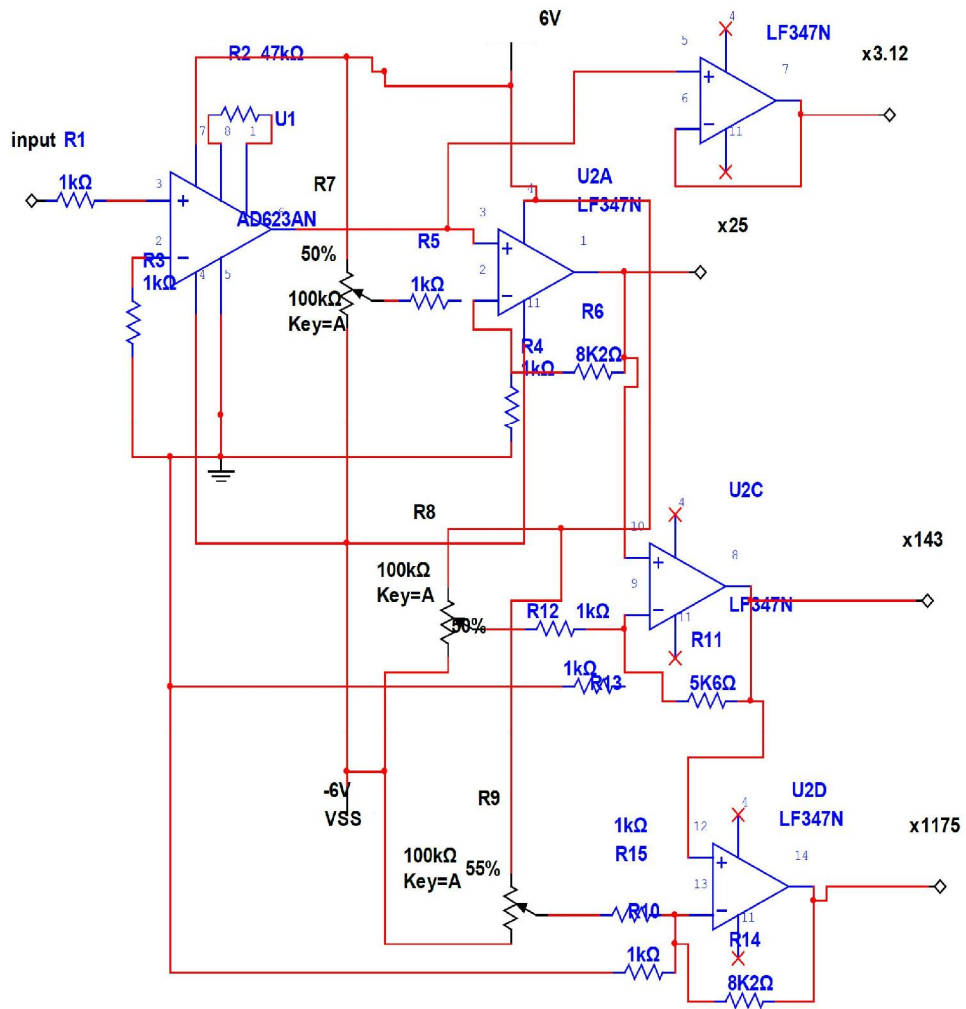 6V
4
LF347N
x3.12
5
7
6
11
R2 47kΩ
U1
7
8
1
input R1
1kΩ
3
2
AD623AN
4
5
R3
1kΩ
R7
50%
100kΩ
Key=A
R5
1kΩ
U2A
LF347N
4
3
1
2
11
x25
R6
8K2Ω
R4
1kΩ
U2C
4
10
8
9
11
LF347N
x143
R8
100kΩ
Key=A
50%
R12
1kΩ
R11
1kΩ
R13
5K6Ω
-6V
VSS
R9
100kΩ
Key=A
55%
U2D
LF347N
4
12
14
13
11
x1175
1kΩ
R15
R10
R14
1kΩ
8K2Ω